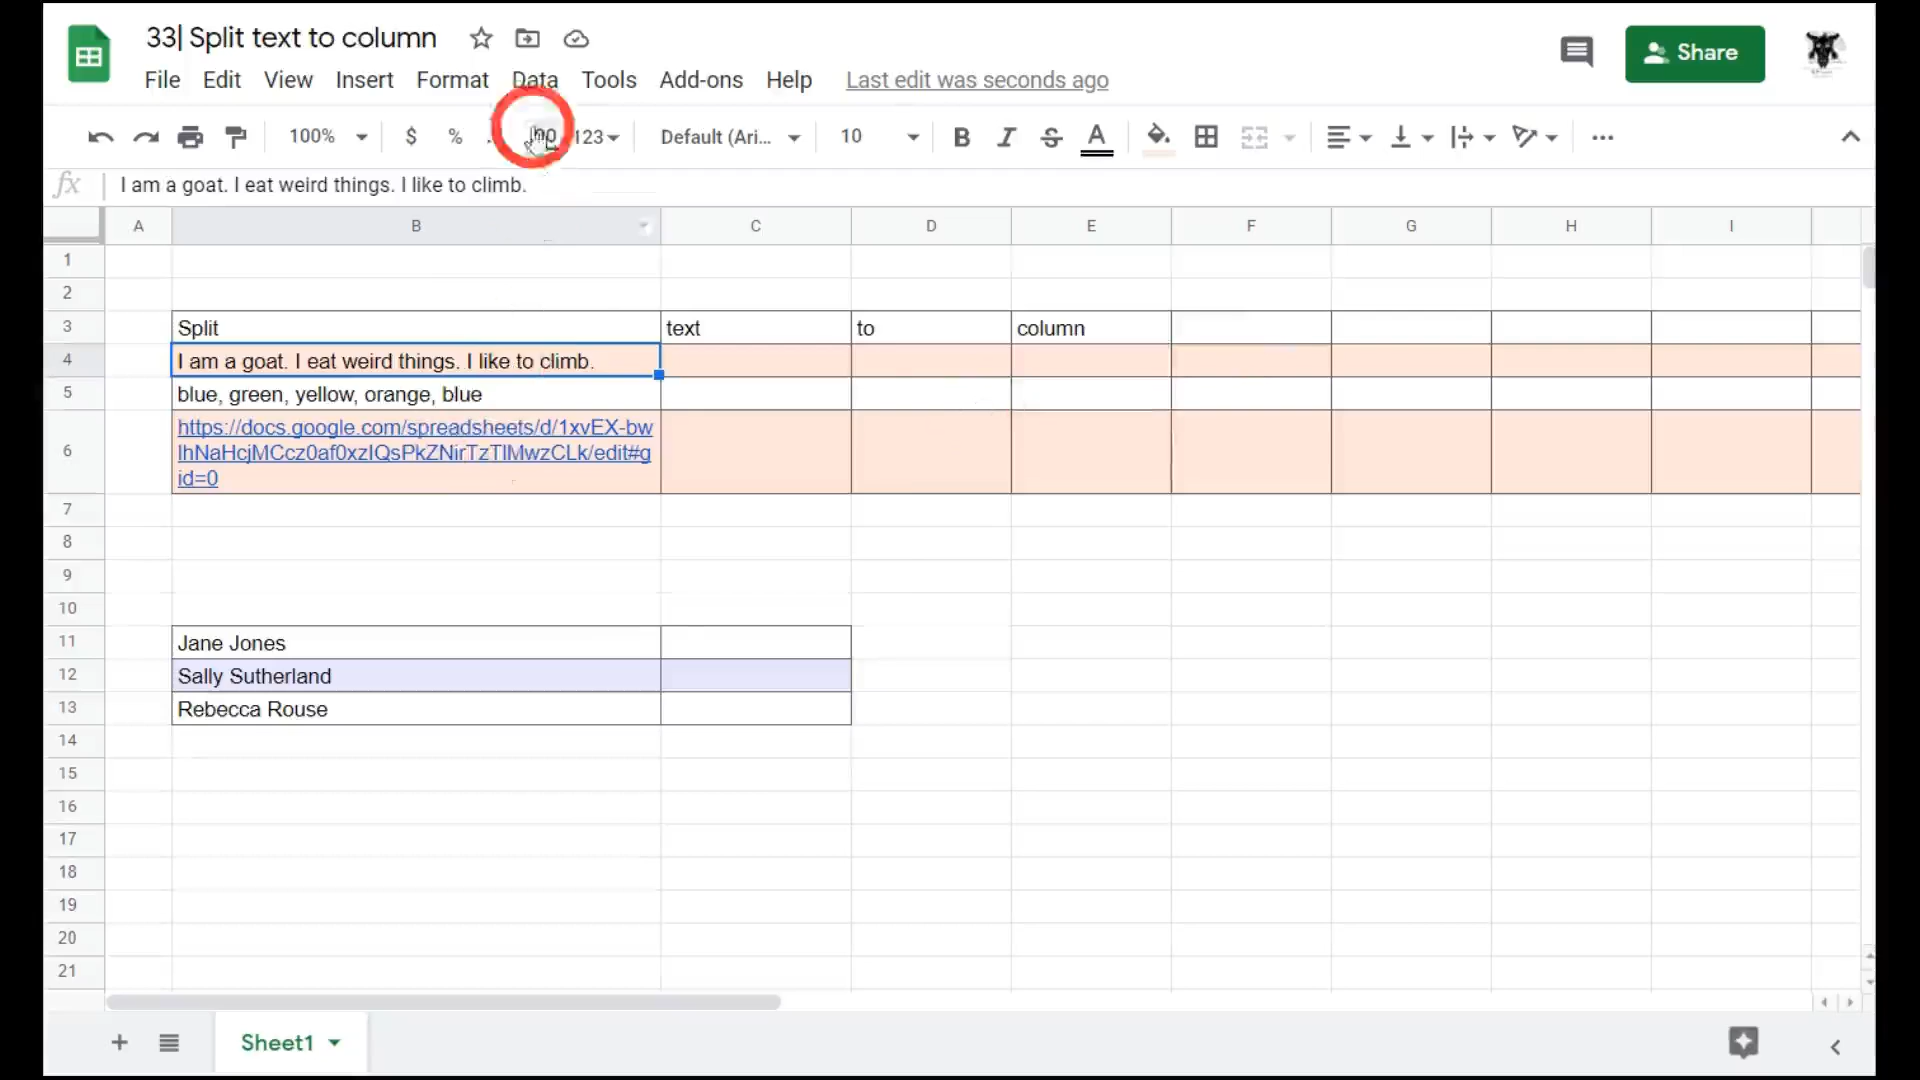 33| Split text to column
File Edit View Insert Format Data Tools Add-ons Help Last edit was seconds ago
Share
100% $ % 123 Default (Ari... 10 B I S A
fx I am a goat. I eat weird things. I like to climb.
A B C D E F G H I
1
2
3 Split text to column
4 I am a goat. I eat weird things. I like to climb.
5 blue, green, yellow, orange, blue
https://docs.google.com/spreadsheets/d/1xvEX-bw
6 lhNaHcjMCcz0af0xzIQsPkZNirTzTlMwzCLk/edit#g
id=0
7
8
9
10
11 Jane Jones
12 Sally Sutherland
13 Rebecca Rouse
14
15
16
17
18
19
20
21
Sheet1